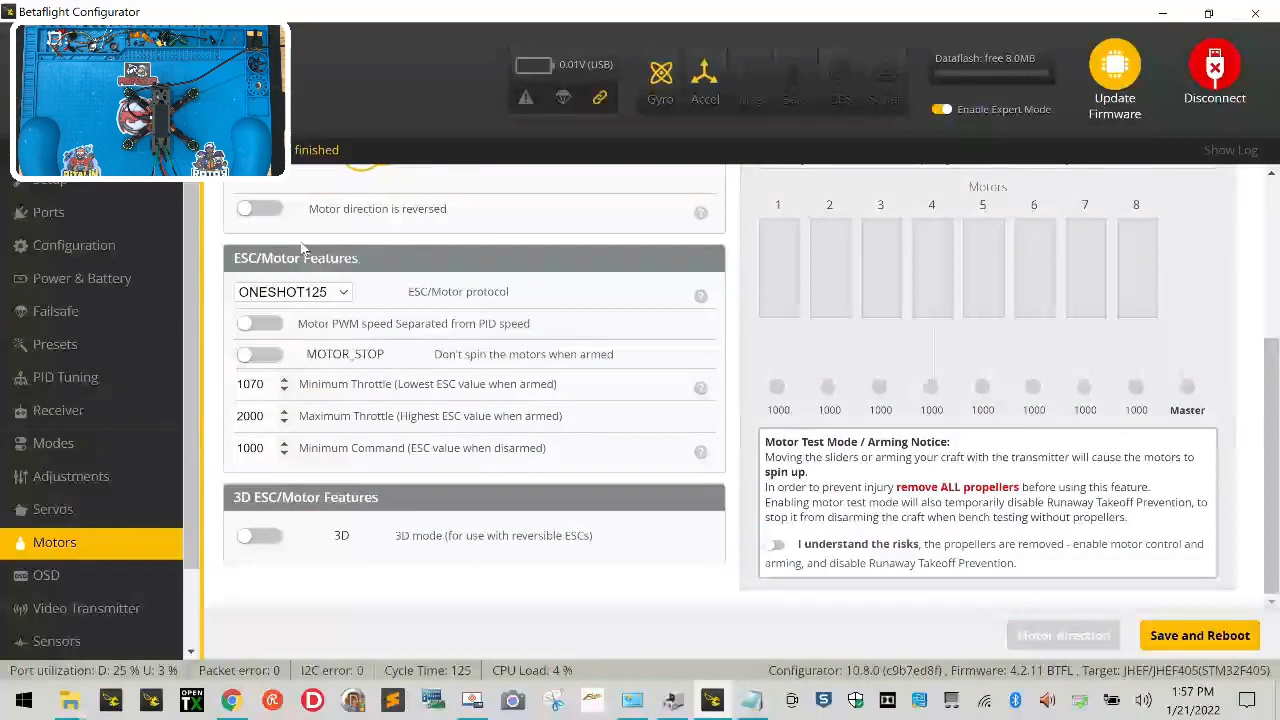 Betaflight Configurator
0.01V (USB)
Gyro
Accel
Dataflash: free 8.0MB
Enable Expert Mode
Update
Firmware
Disconnect
finished
Show Log
Setup
Ports
Configuration
Power & Battery
Failsafe
Presets
PID Tuning
Receiver
Modes
Adjustments
Servos
Motors
OSD
Video Transmitter
Sensors
Motor direction is reversed
ESC/Motor Features
ONESHOT125 ESC/Motor protocol
Motor PWM speed Separated from PID speed
MOTOR_STOP Don't spin the motors when armed
1070 Minimum Throttle (Lowest ESC value when armed)
2000 Maximum Throttle (Highest ESC value when armed)
1000 Minimum Command (ESC value when disarmed)
3D ESC/Motor Features
3D 3D mode (for use with reversible ESCs)
Motors
1 2 3 4 5 6 7 8
1000 1000 1000 1000 1000 1000 1000 1000 Master
Motor Test Mode / Arming Notice:
Moving the sliders or arming your craft with the transmitter will cause the motors to
spin up.
In order to prevent injury remove ALL propellers before using this feature.
Enabling motor test mode will also temporarily disable Runaway Takeoff Prevention, to
stop it from disarming the craft when bench testing without propellers.
I understand the risks, the propellers are removed - enable motor control and
arming, and disable Runaway Takeoff Prevention.
Motor direction
Save and Reboot
Port utilization: D: 25 % U: 3 % Packet error: 0 I2C error: 0 Cycle Time: 125 CPU Load: 4 % Configurator: 10.8.0 (c9b7ed8f) , Firmware: 4.2.11 BTFL , Target: JHEF/JHEF405(STM32F405)
OPEN
TX
1:57 PM
1/21/2022